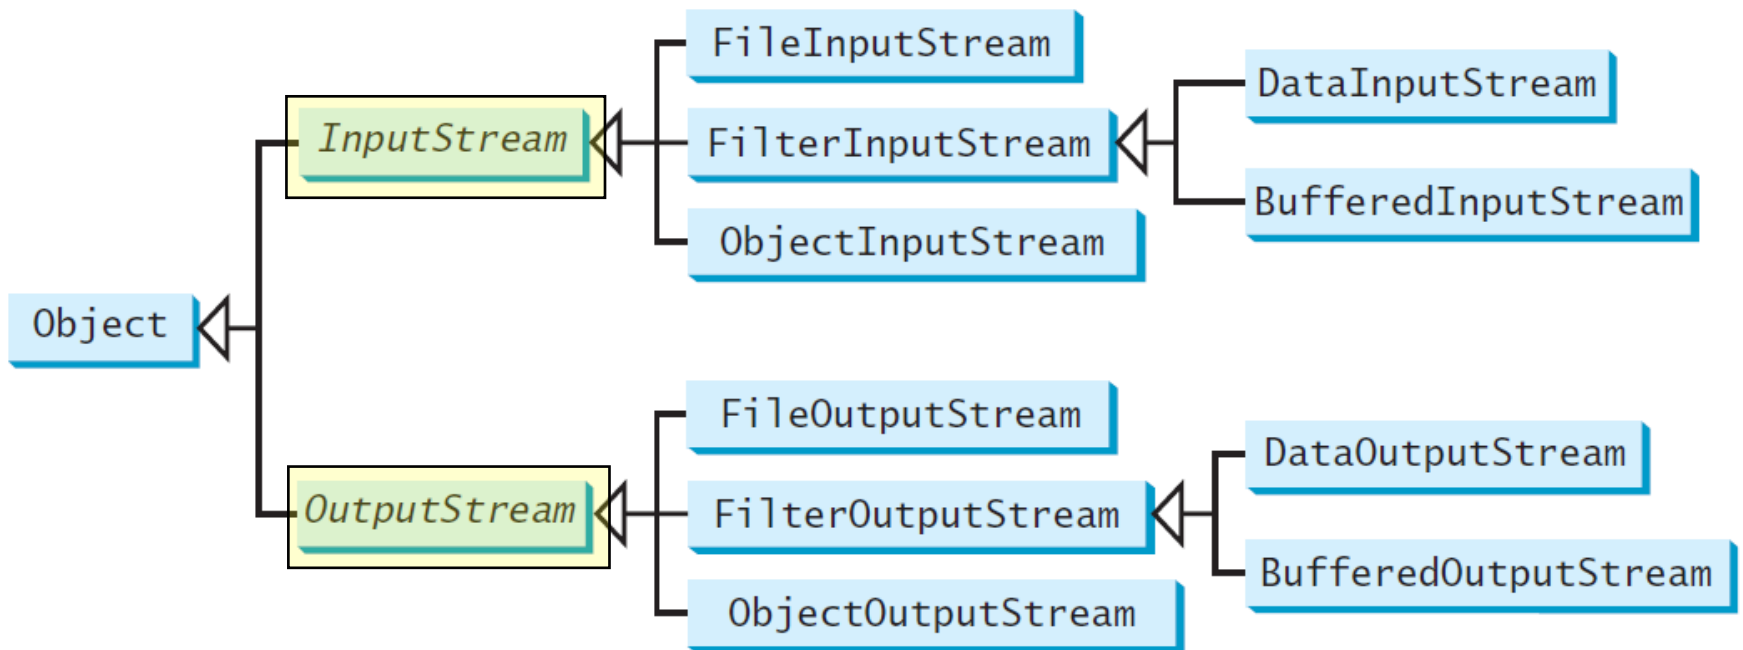 FileInputStream
DataInputStream
InputStream
FilterInputStream
BufferedInputStream
ObjectInputStream
Object
FileOutputStream
DataOutputStream
OutputStream
FilterOutputStream
BufferedOutputStream
ObjectOutputStream